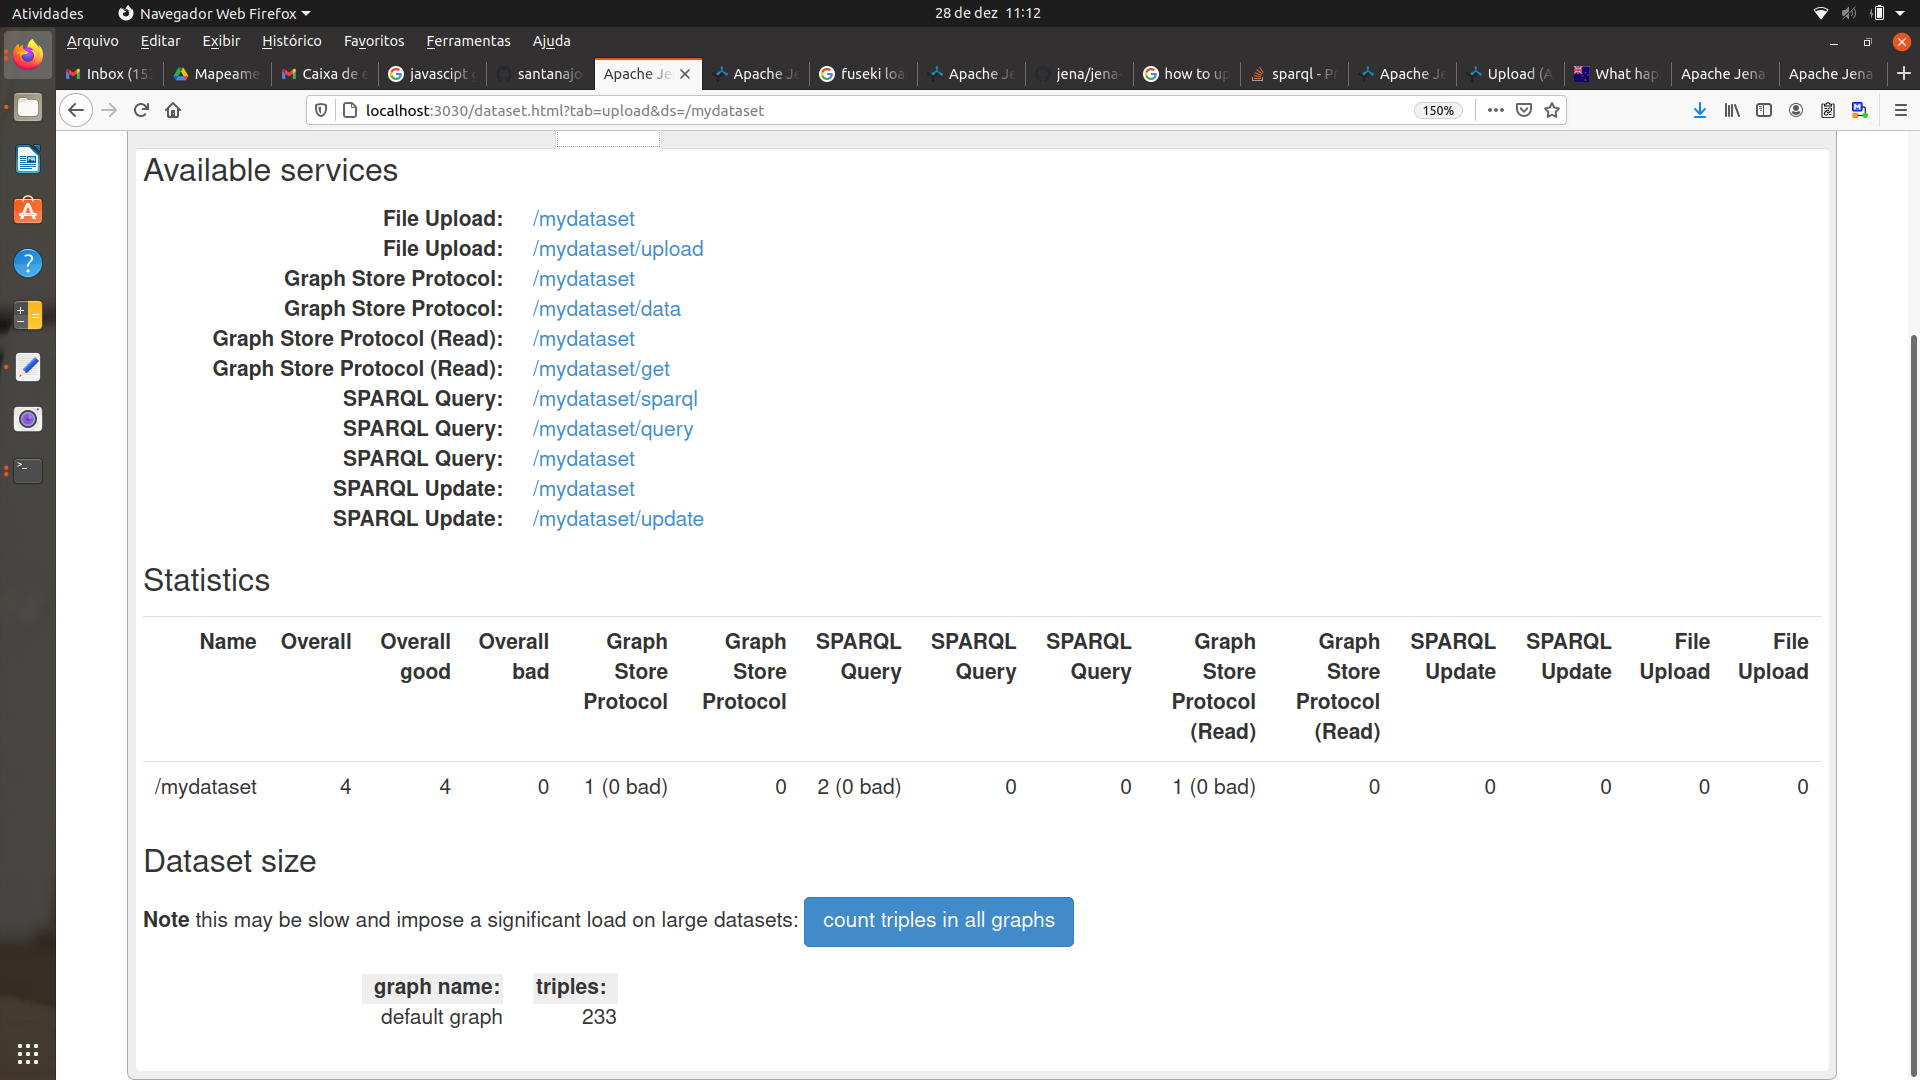 Atividades Navegador Web Firefox 28 de dez 11:12
Arquivo Editar Exibir Histórico Favoritos Ferramentas Ajuda
Inbox (15 Mapeame Caixa de e javascipt santanajo Apache Je Apache Je fuseki loa Apache Je jena/jena- how to up sparql - Pr Apache Je Upload (A What hap Apache Jena Apache Jena
localhost:3030/dataset.html?tab=upload&ds=/mydataset 150%
Available services
File Upload: /mydataset
File Upload: /mydataset/upload
Graph Store Protocol: /mydataset
Graph Store Protocol: /mydataset/data
Graph Store Protocol (Read): /mydataset
Graph Store Protocol (Read): /mydataset/get
SPARQL Query: /mydataset/sparql
SPARQL Query: /mydataset/query
SPARQL Query: /mydataset
SPARQL Update: /mydataset
SPARQL Update: /mydataset/update
Statistics
Name Overall Overall Overall Graph Graph SPARQL SPARQL SPARQL Graph Graph SPARQL SPARQL File File
good bad Store Store Query Query Query Store Store Update Update Upload Upload
Protocol Protocol Protocol Protocol
(Read) (Read)
/mydataset 4 4 0 1 (0 bad) 0 2 (0 bad) 0 0 1 (0 bad) 0 0 0 0 0
Dataset size
Note this may be slow and impose a significant load on large datasets: count triples in all graphs
graph name: triples:
default graph 233